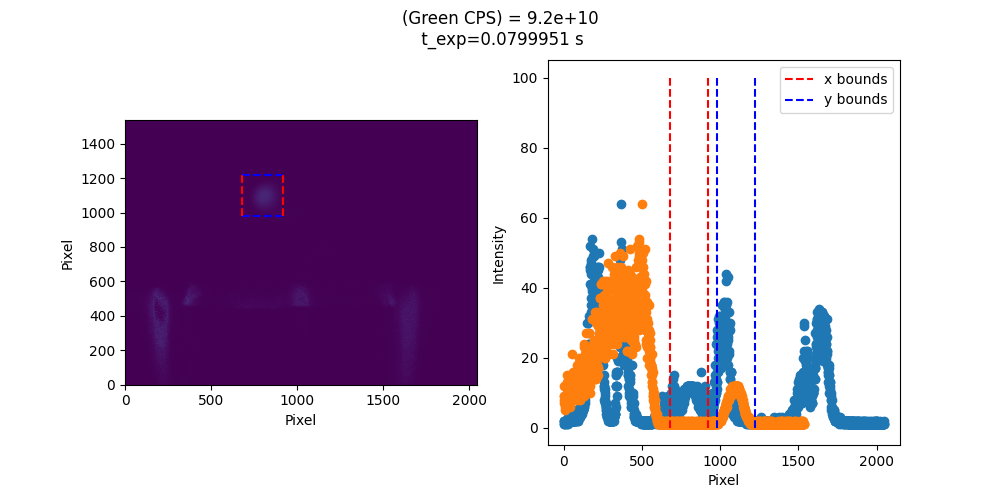 (Green CPS) = 9.2e+10
t_exp=0.0799951 s
1400
1200
1000
800
600
400
200
0
Pixel
0 500 1000 1500 2000
Pixel
100
80
60
40
20
0
Intensity
x bounds
y bounds
0 500 1000 1500 2000
Pixel